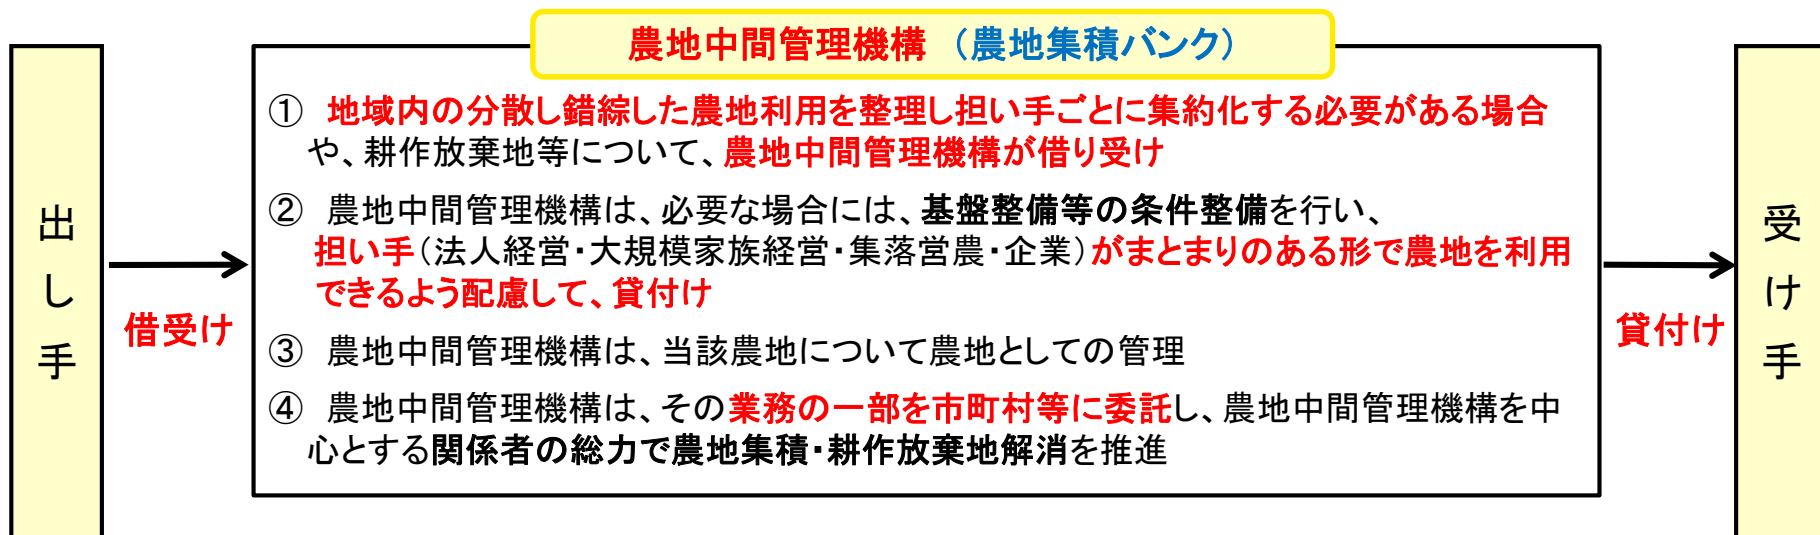 農地中間管理機構 (農地集積バンク)
出し手
借受け
① 地域内の分散し錯綜した農地利用を整理し担い手ごとに集約化する必要がある場合
や、耕作放棄地等について、農地中間管理機構が借り受け
② 農地中間管理機構は、必要な場合には、基盤整備等の条件整備を行い、
担い手(法人経営・大規模家族経営・集落営農・企業)がまとまりのある形で農地を利用
できるよう配慮して、貸付け
③ 農地中間管理機構は、当該農地について農地としての管理
④ 農地中間管理機構は、その業務の一部を市町村等に委託し、農地中間管理機構を中
心とする関係者の総力で農地集積・耕作放棄地解消を推進
貸付け
受け手